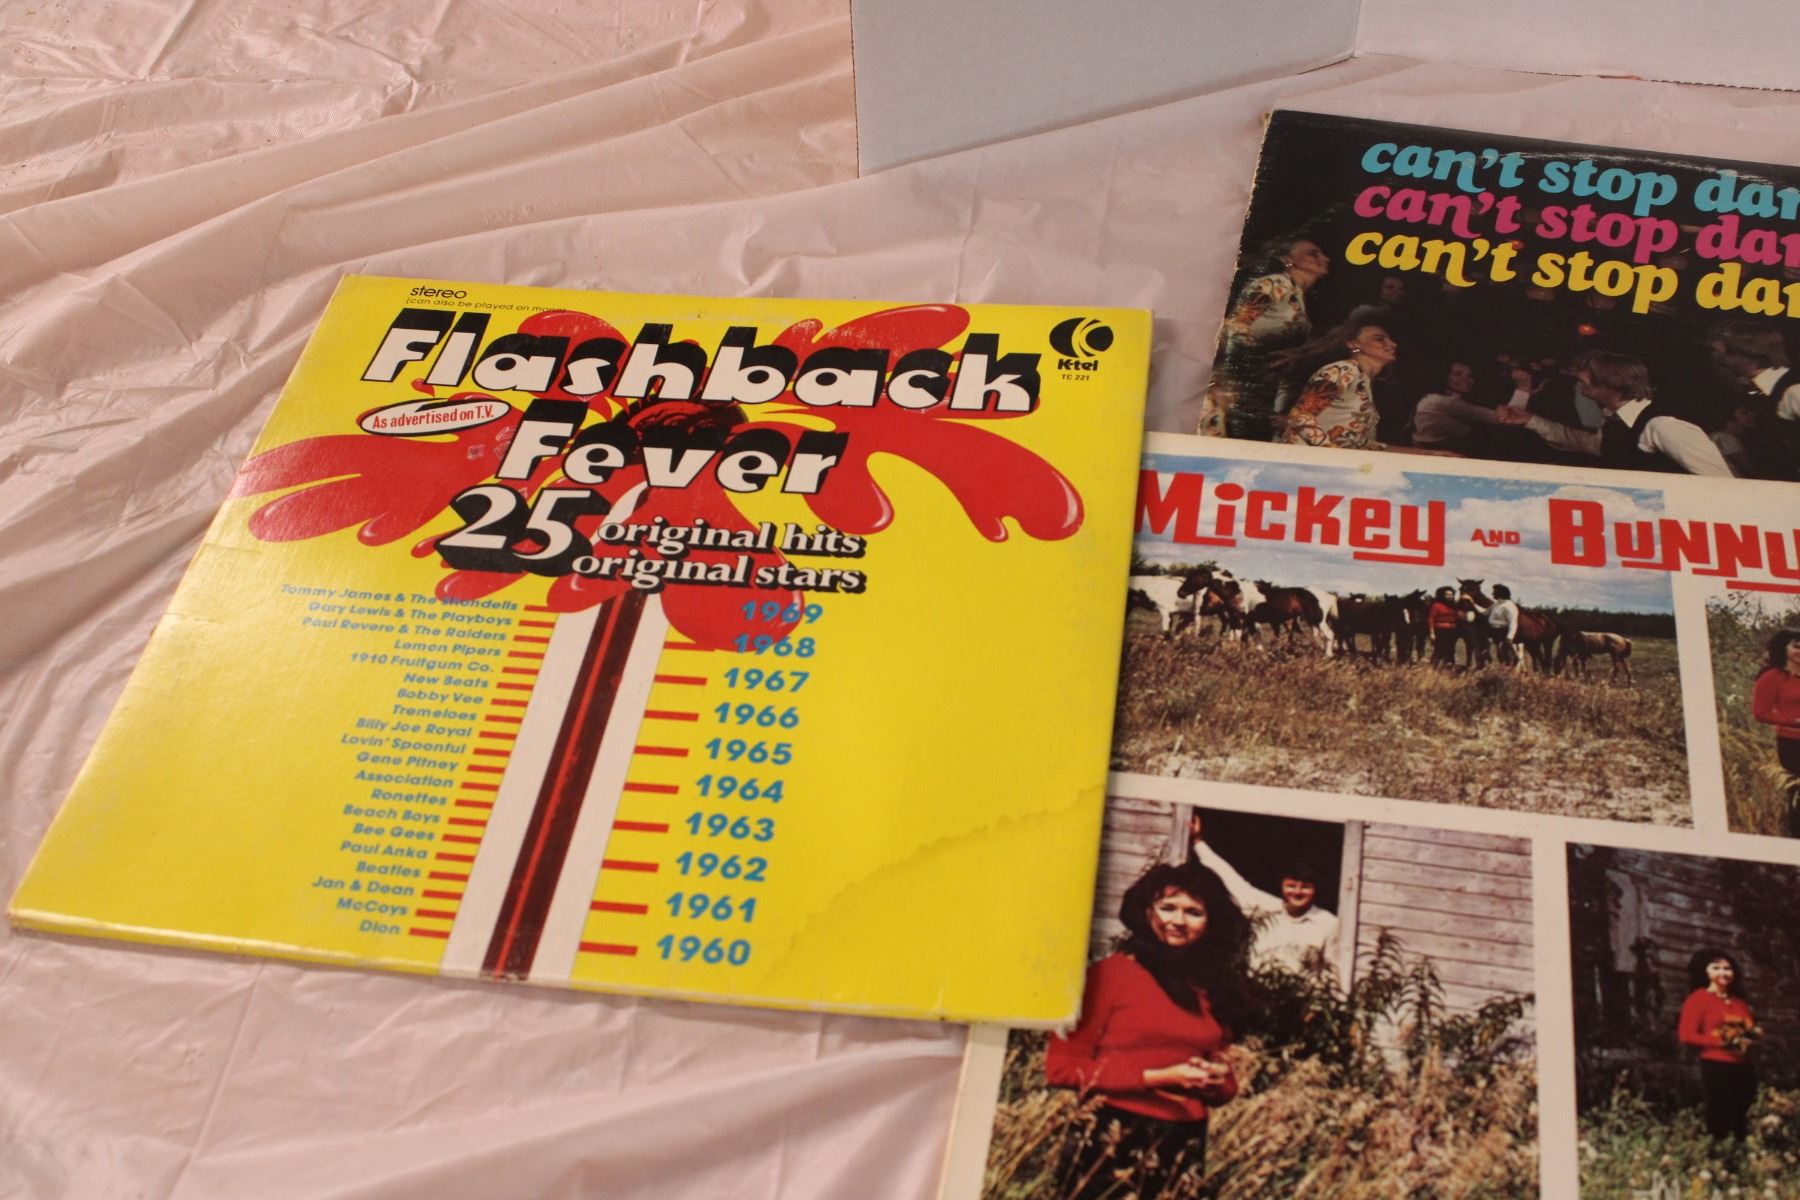 stereo
(can also be played on mono)
Flashback
K-tel
TC 221
As advertised on T.V.
Fever
25 original hits
original stars
Tommy James & The Shondells
Gary Lewis & The Playboys
Paul Revere & The Raiders
Lemon Pipers
1910 Fruitgum Co.
New Beats
Bobby Vee
Tremeloes
Billy Joe Royal
Lovin' Spoonful
Gene Pitney
Association
Ronettes
Beach Boys
Bee Gees
Paul Anka
Beatles
Jan & Dean
McCoys
Dion
1969
1968
1967
1966
1965
1964
1963
1962
1961
1960
can't stop dan
can't stop dan
can't stop dan
Mickey AND Bunny